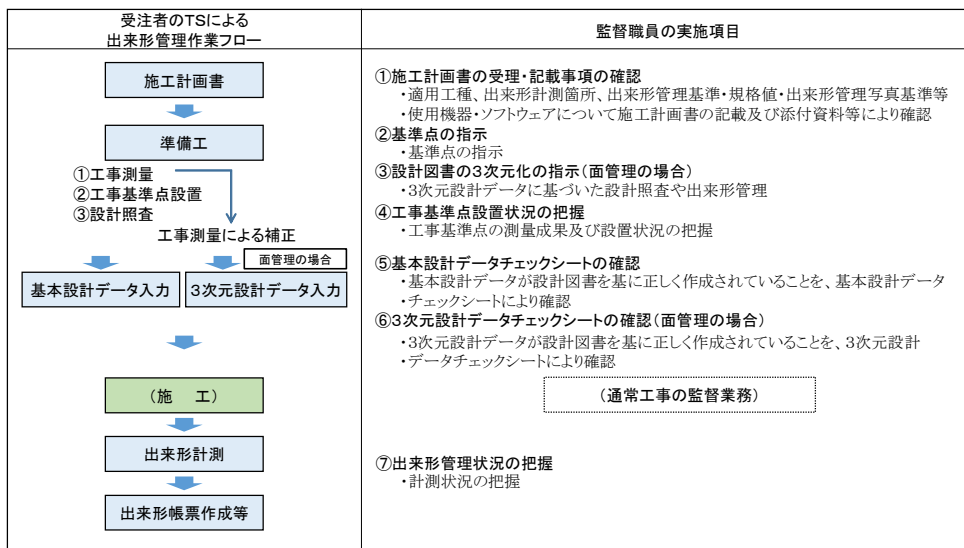 受注者のTSによる
出来形管理作業フロー
施工計画書
準備工
①工事測量
②工事基準点設置
③設計照査
工事測量による補正
面管理の場合
基本設計データ入力
3次元設計データ入力
(施　工)
出来形計測
出来形帳票作成等
監督職員の実施項目
①施工計画書の受理・記載事項の確認
・適用工種、出来形計測箇所、出来形管理基準・規格値・出来形管理写真基準等
・使用機器・ソフトウェアについて施工計画書の記載及び添付資料等により確認
②基準点の指示
・基準点の指示
③設計図書の3次元化の指示(面管理の場合)
・3次元設計データに基づいた設計照査や出来形管理
④工事基準点設置状況の把握
・工事基準点の測量成果及び設置状況の把握
⑤基本設計データチェックシートの確認
・基本設計データが設計図書を基に正しく作成されていることを、基本設計データ
・チェックシートにより確認
⑥3次元設計データチェックシートの確認(面管理の場合)
・3次元設計データが設計図書を基に正しく作成されていることを、3次元設計
・データチェックシートにより確認
(通常工事の監督業務)
⑦出来形管理状況の把握
・計測状況の把握